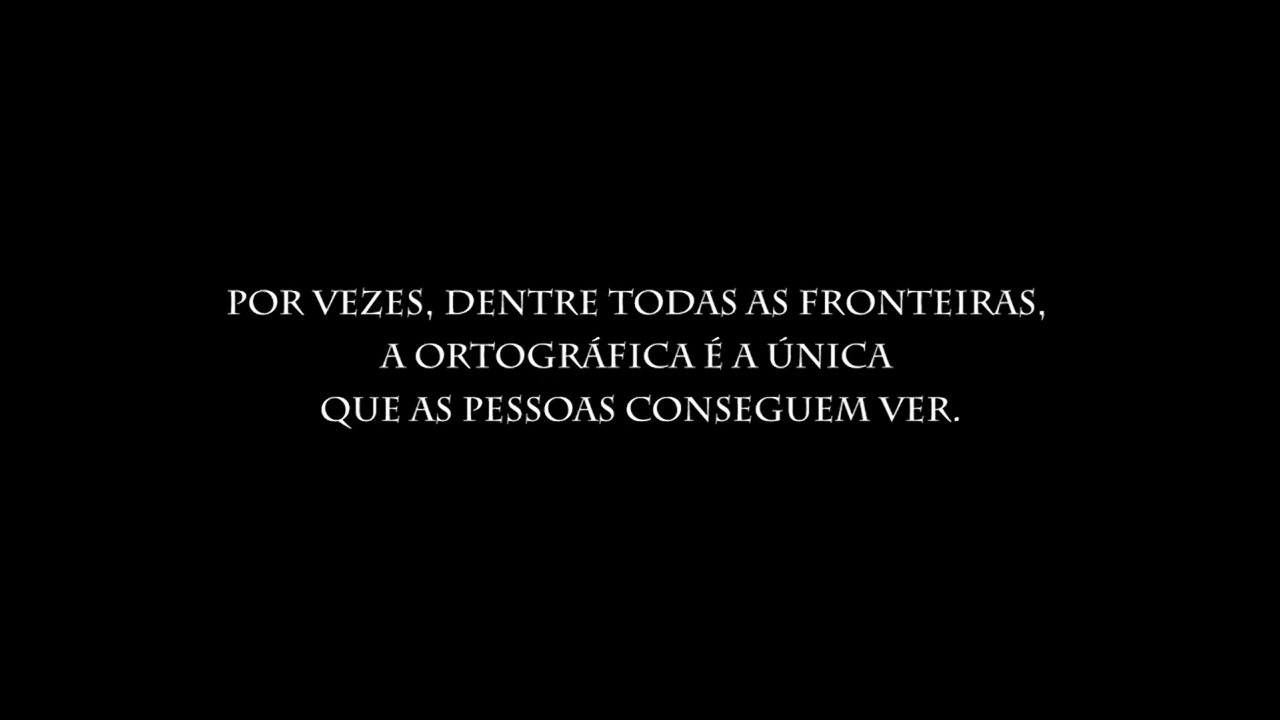 POR VEZES, DENTRE TODAS AS FRONTEIRAS,
A ORTOGRÁFICA É A ÚNICA
QUE AS PESSOAS CONSEGUEM VER.